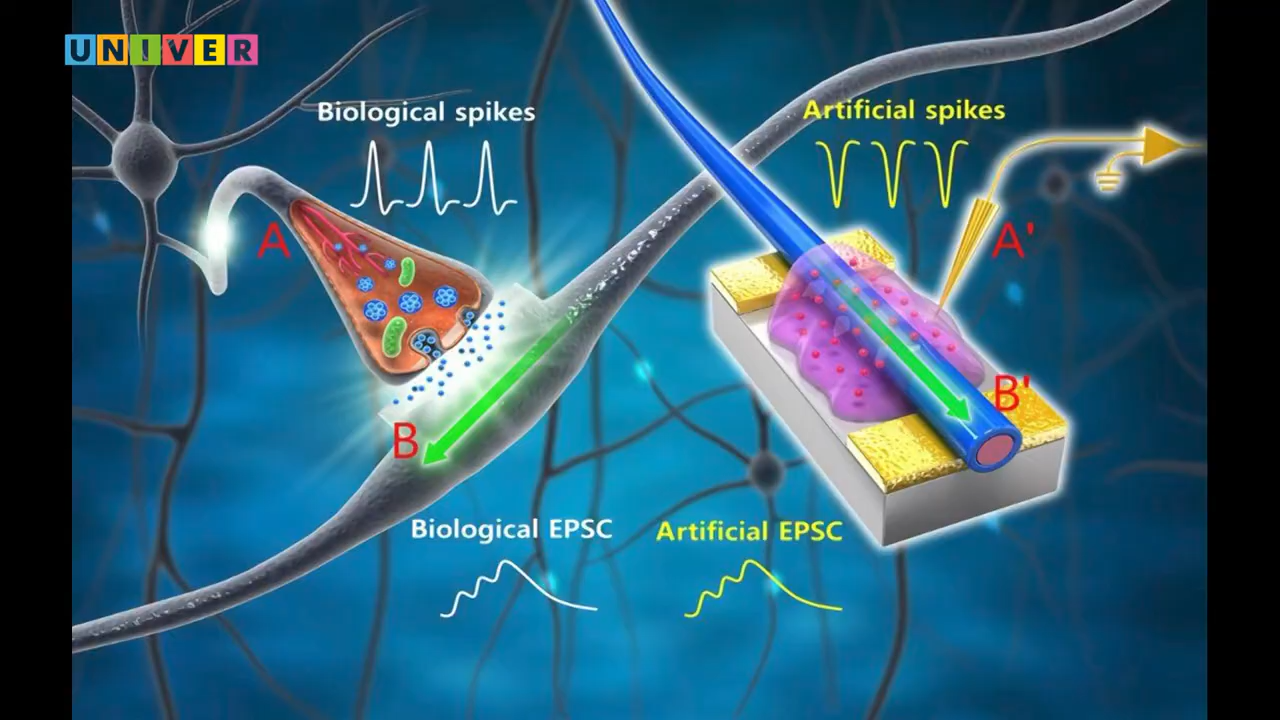 UNIVER
Biological spikes
Artificial spikes
A
A'
B'
B
Biological EPSC
Artificial EPSC